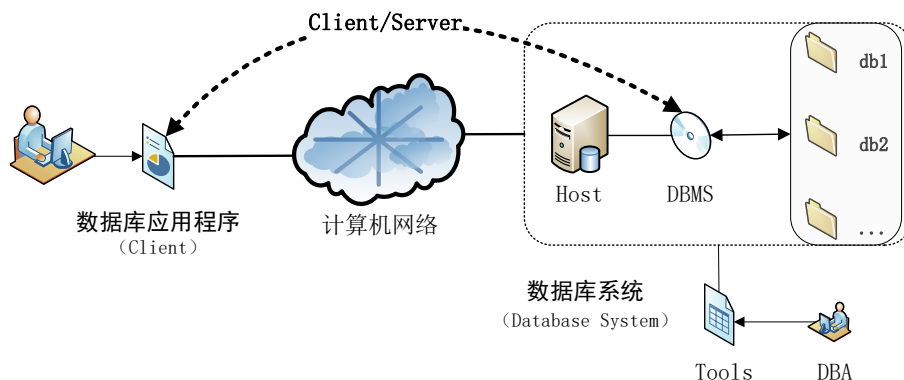 Client/Server
db1
db2
...
Host
DBMS
数据库应用程序
（Client）
计算机网络
数据库系统
（Database System）
Tools
DBA